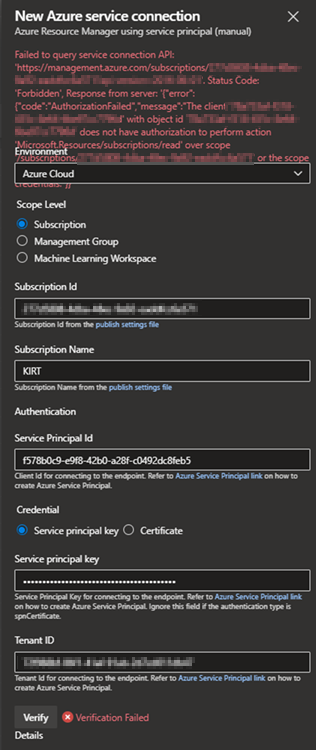 New Azure service connection
Azure Resource Manager using service principal (manual)
Failed to query service connection API:
'https://management.azure.com/subscriptions/
'. Status Code:
'Forbidden', Response from server: '{"error":
{"code":"AuthorizationFailed","message":"The client
with object id
does not have authorization to perform action
'Microsoft.Resources/subscriptions/read' over scope
'/subscriptions/ or the scope
Environment
Azure Cloud
Scope Level
Subscription
Management Group
Machine Learning Workspace
Subscription Id
Subscription Id from the publish settings file
Subscription Name
KIRT
Subscription Name from the publish settings file
Authentication
Service Principal Id
f578b0c9-e9f8-42b0-a28f-c0492dc8feb5
Client Id for connecting to the endpoint. Refer to Azure Service Principal link on how to
create Azure Service Principal.
Credential
Service principal key Certificate
Service principal key
Service Principal Key for connecting to the endpoint. Refer to Azure Service Principal link
on how to create Azure Service Principal. Ignore this field if the authentication type is
spnCertificate.
Tenant ID
Tenant Id for connecting to the endpoint. Refer to Azure Service Principal link on how to
create Azure Service Principal.
Verify Verification Failed
Details